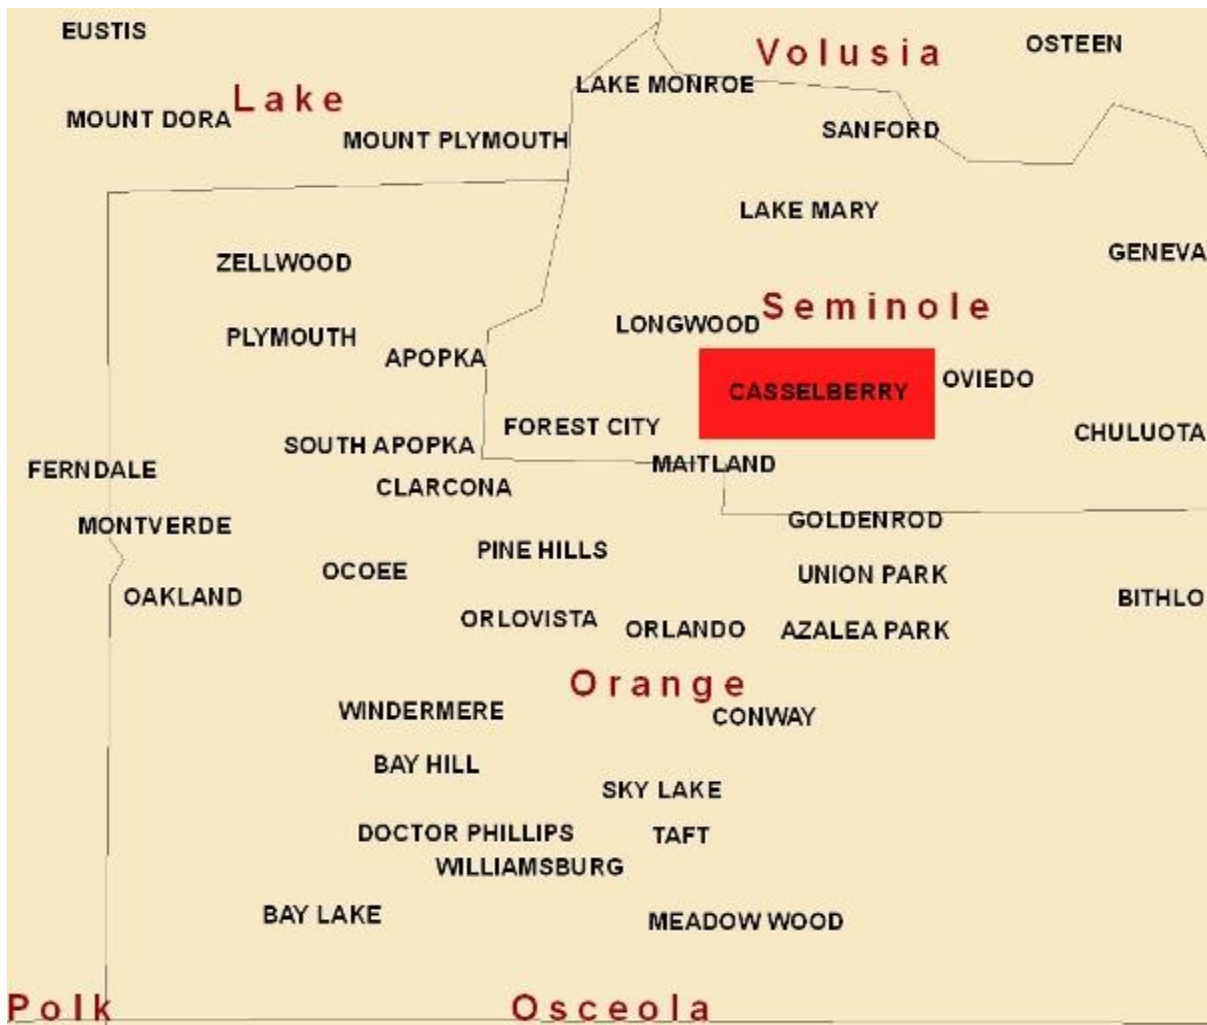 EUSTIS
Volusia
OSTEEN
LAKE MONROE
Lake
MOUNT DORA
MOUNT PLYMOUTH
SANFORD
LAKE MARY
GENEVA
ZELLWOOD
Seminole
LONGWOOD
PLYMOUTH
APOPKA
OVIEDO
CASSELBERRY
FOREST CITY
CHULUOTA
SOUTH APOPKA
MAITLAND
FERNDALE
CLARCONA
GOLDENROD
MONTVERDE
PINE HILLS
OCOEE
UNION PARK
OAKLAND
BITHLO
ORLOVISTA
ORLANDO
AZALEA PARK
Orange
WINDERMERE
CONWAY
BAY HILL
SKY LAKE
DOCTOR PHILLIPS
TAFT
WILLIAMSBURG
BAY LAKE
MEADOW WOOD
Polk
Osceola